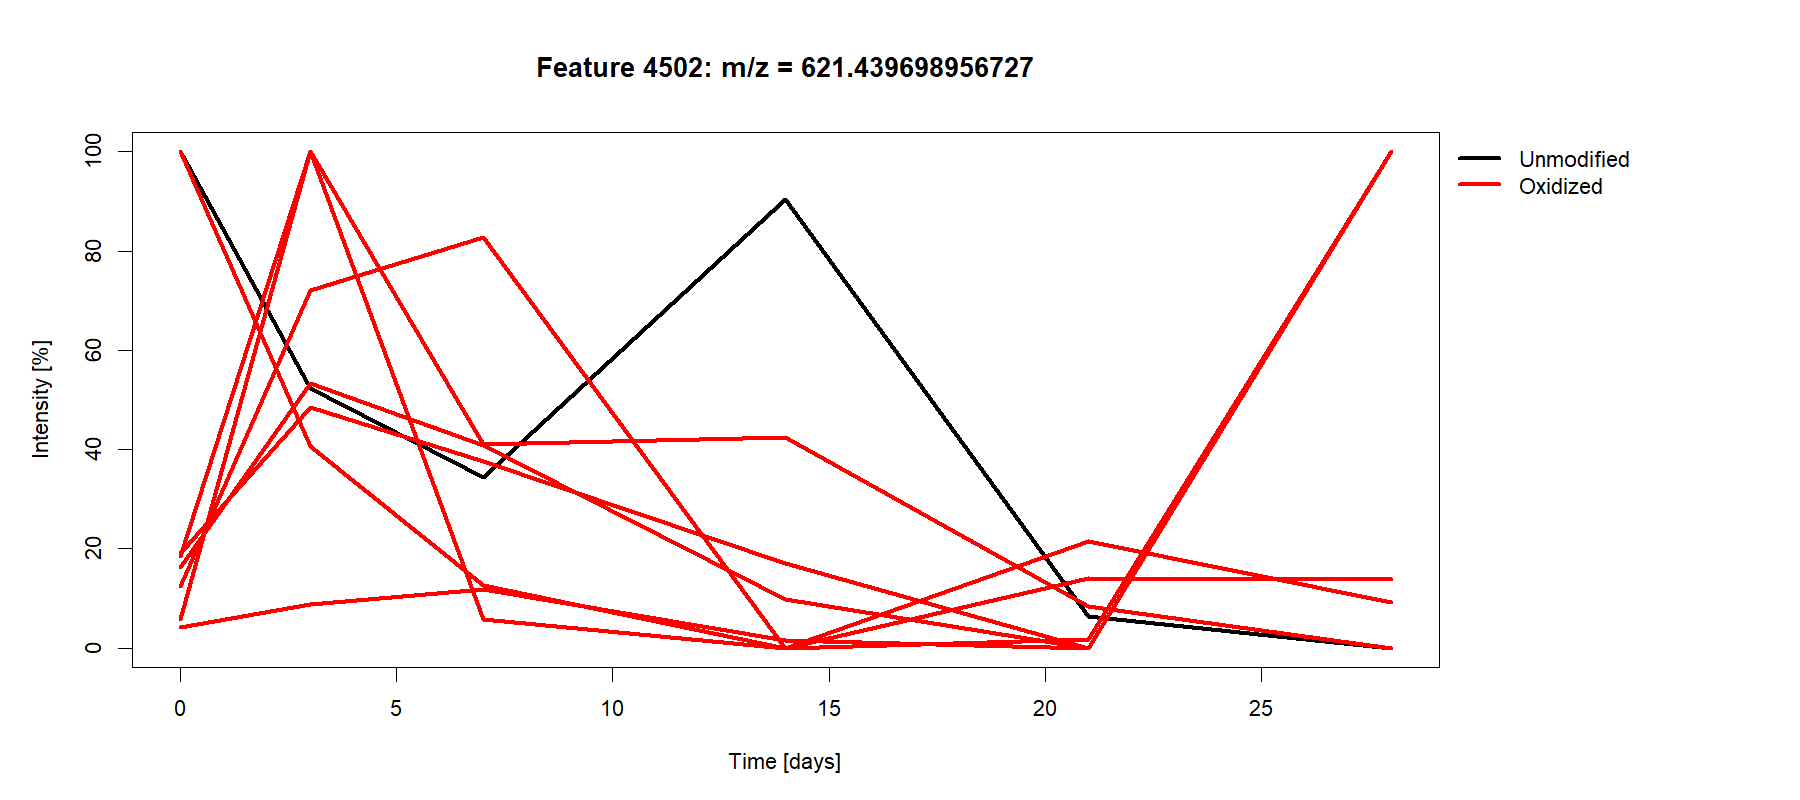 Feature 4502: m/z = 621.439698956727
Unmodified
Oxidized
Intensity [%]
100
80
60
40
20
0
0 5 10 15 20 25
Time [days]